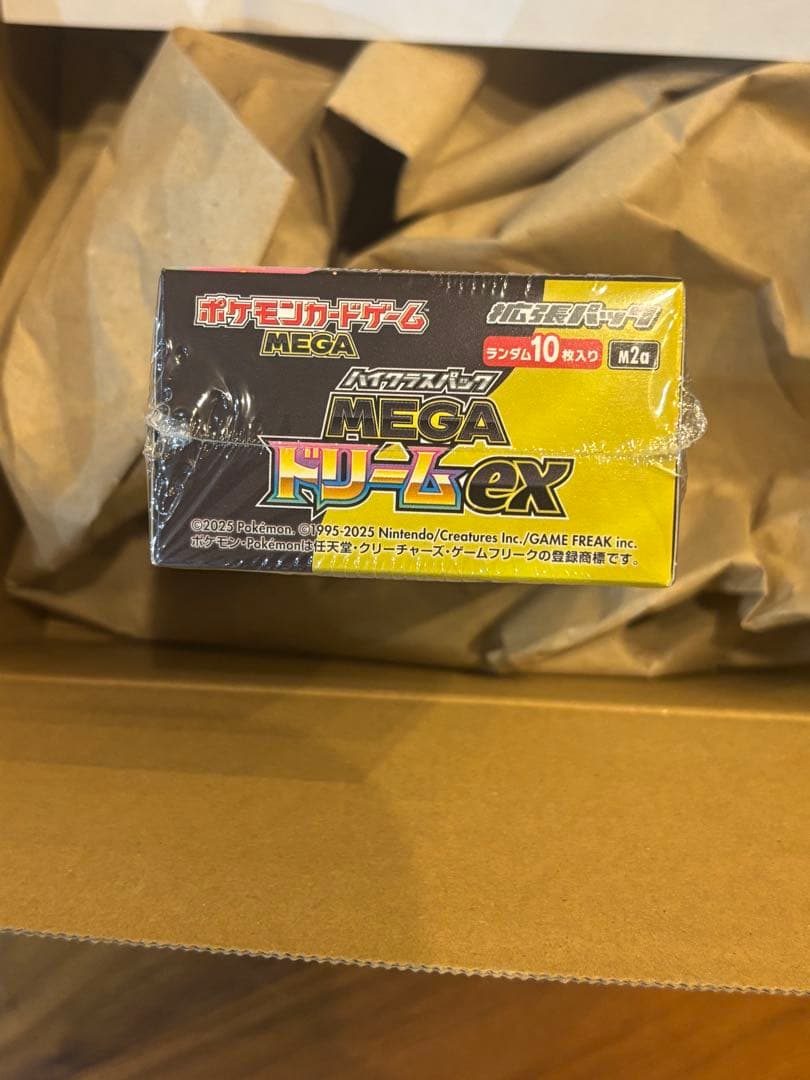 ポケモンカードゲーム
MEGA
拡張パック
ランダム10枚入り M2a
ハイクラスパック
MEGA
ドリームex
©2025 Pokémon. ©1995-2025 Nintendo/Creatures Inc./GAME FREAK inc.
ポケモン・Pokémonは任天堂・クリーチャーズ・ゲームフリークの登録商標です。